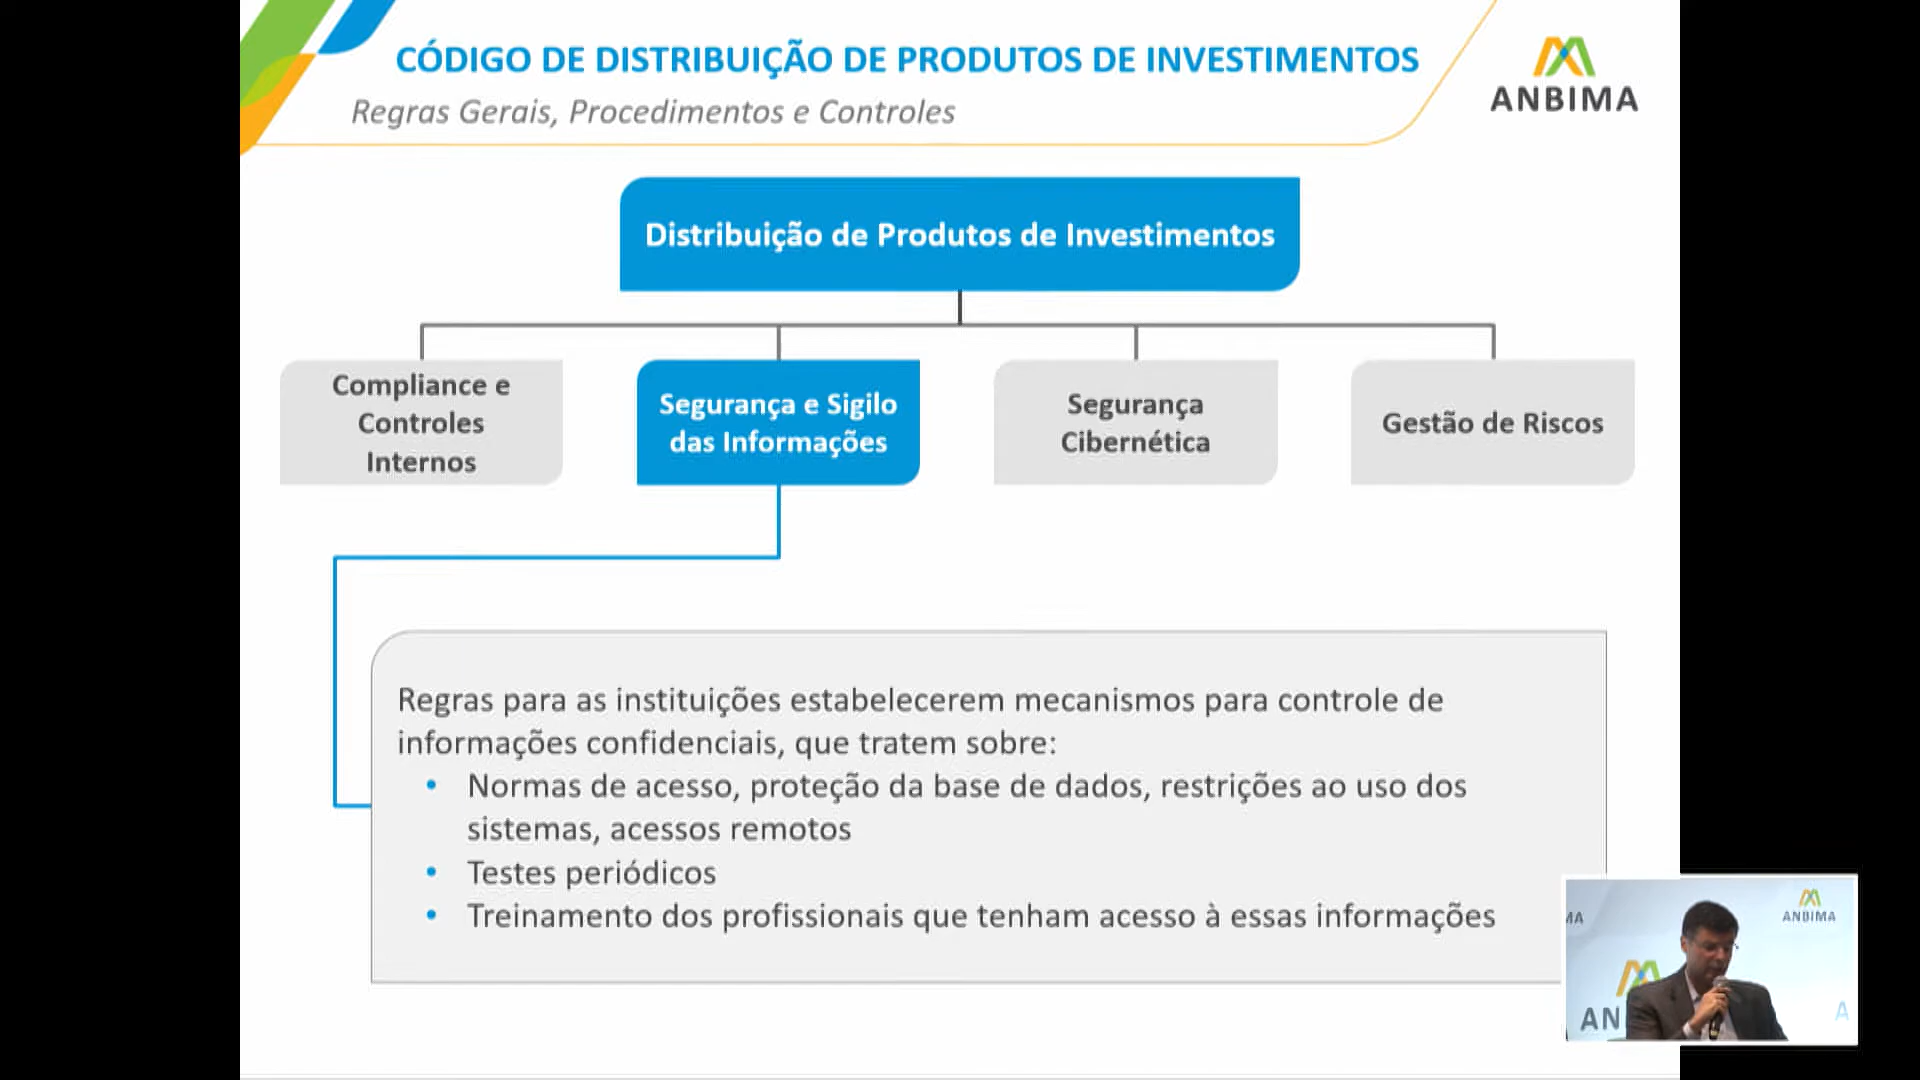 CÓDIGO DE DISTRIBUIÇÃO DE PRODUTOS DE INVESTIMENTOS
Regras Gerais, Procedimentos e Controles
ANBIMA
Distribuição de Produtos de Investimentos
Compliance e
Controles
Internos
Segurança e Sigilo
das Informações
Segurança
Cibernética
Gestão de Riscos
Regras para as instituições estabelecerem mecanismos para controle de
informações confidenciais, que tratem sobre:
• Normas de acesso, proteção da base de dados, restrições ao uso dos
sistemas, acessos remotos
• Testes periódicos
• Treinamento dos profissionais que tenham acesso à essas informações
MA
ANBIMA
AN
A